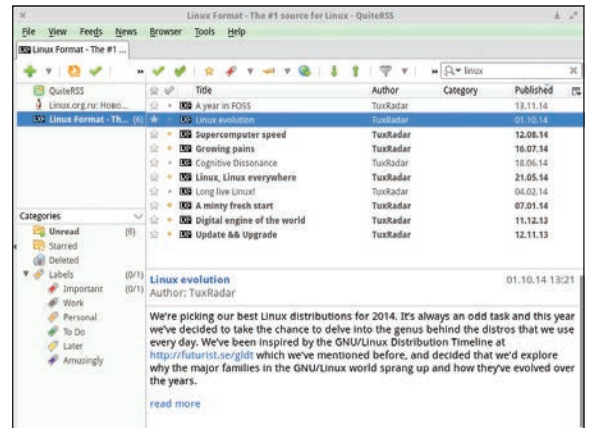 Linux Format - The #1 source for Linux - QuiteRSS
File View Feeds News Browser Tools Help
Linux Format - The #1 ...
linux
QuiteRSS
Linux.org.ru: Ново...
Linux Format - Th... (6)
Title Author Category Published
A year in FOSS TuxRadar 13.11.14
Linux evolution TuxRadar 01.10.14
Supercomputer speed TuxRadar 12.08.14
Growing pains TuxRadar 16.07.14
Cognitive Dissonance TuxRadar 18.06.14
Linux, Linux everywhere TuxRadar 21.05.14
Long live Linux! TuxRadar 04.02.14
A minty fresh start TuxRadar 07.01.14
Digital engine of the world TuxRadar 11.12.13
Update && Upgrade TuxRadar 12.11.13
Categories
Unread (6)
Starred
Deleted
Labels (0/1)
Important (0/1)
Work
Personal
To Do
Later
Amusingly
Linux evolution 01.10.14 13:21
Author: TuxRadar
We're picking our best Linux distributions for 2014. It's always an odd task and this year
we've decided to take the chance to delve into the genus behind the distros that we use
every day. We've been inspired by the GNU/Linux Distribution Timeline at
http://futurist.se/gldt which we've mentioned before, and decided that we'd explore
why the major families in the GNU/Linux world sprang up and how they've evolved over
the years.
read more